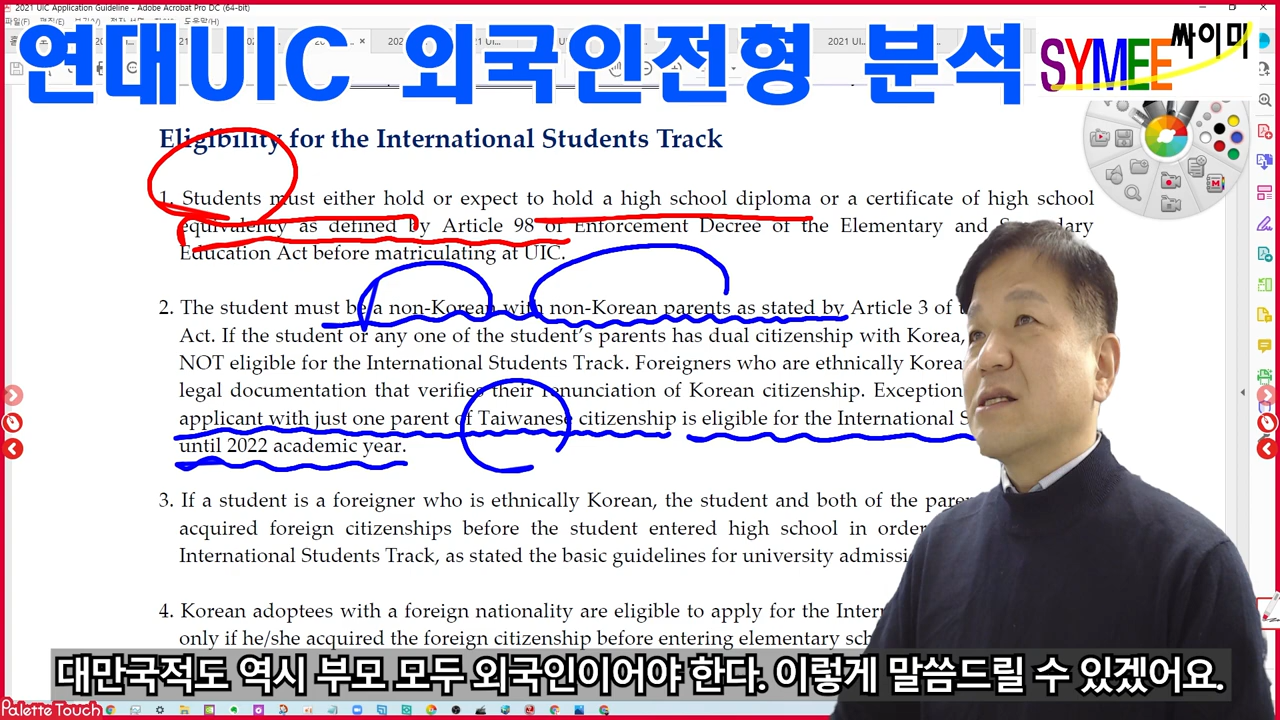 2021 UIC Application Guideline - Adobe Acrobat Pro DC (64-bit)
연대UIC 외국인전형 분석
SYMEE 싸이미
Eligibility for the International Students Track
1. Students must either hold or expect to hold a high school diploma or a certificate of high school
equivalency as defined by Article 98 of Enforcement Decree of the Elementary and Secondary
Education Act before matriculating at UIC.
2. The student must be a non-Korean with non-Korean parents as stated by Article 3 of
Act. If the student or any one of the student's parents has dual citizenship with Korea,
NOT eligible for the International Students Track. Foreigners who are ethnically
legal documentation that verifies their renunciation of Korean citizenship.
applicant with just one parent of Taiwanese citizenship is eligible for the International
until 2022 academic year.
3. If a student is a foreigner who is ethnically Korean, the student and both of the
acquired foreign citizenships before the student entered high school in
International Students Track, as stated the basic guidelines for university
4. Korean adoptees with a foreign nationality are eligible to apply for the
only if he/she acquired the foreign citizenship before entering elementary
대만국적도 역시 부모 모두 외국인이어야 한다. 이렇게 말씀드릴 수 있겠어요.
Palette Touch